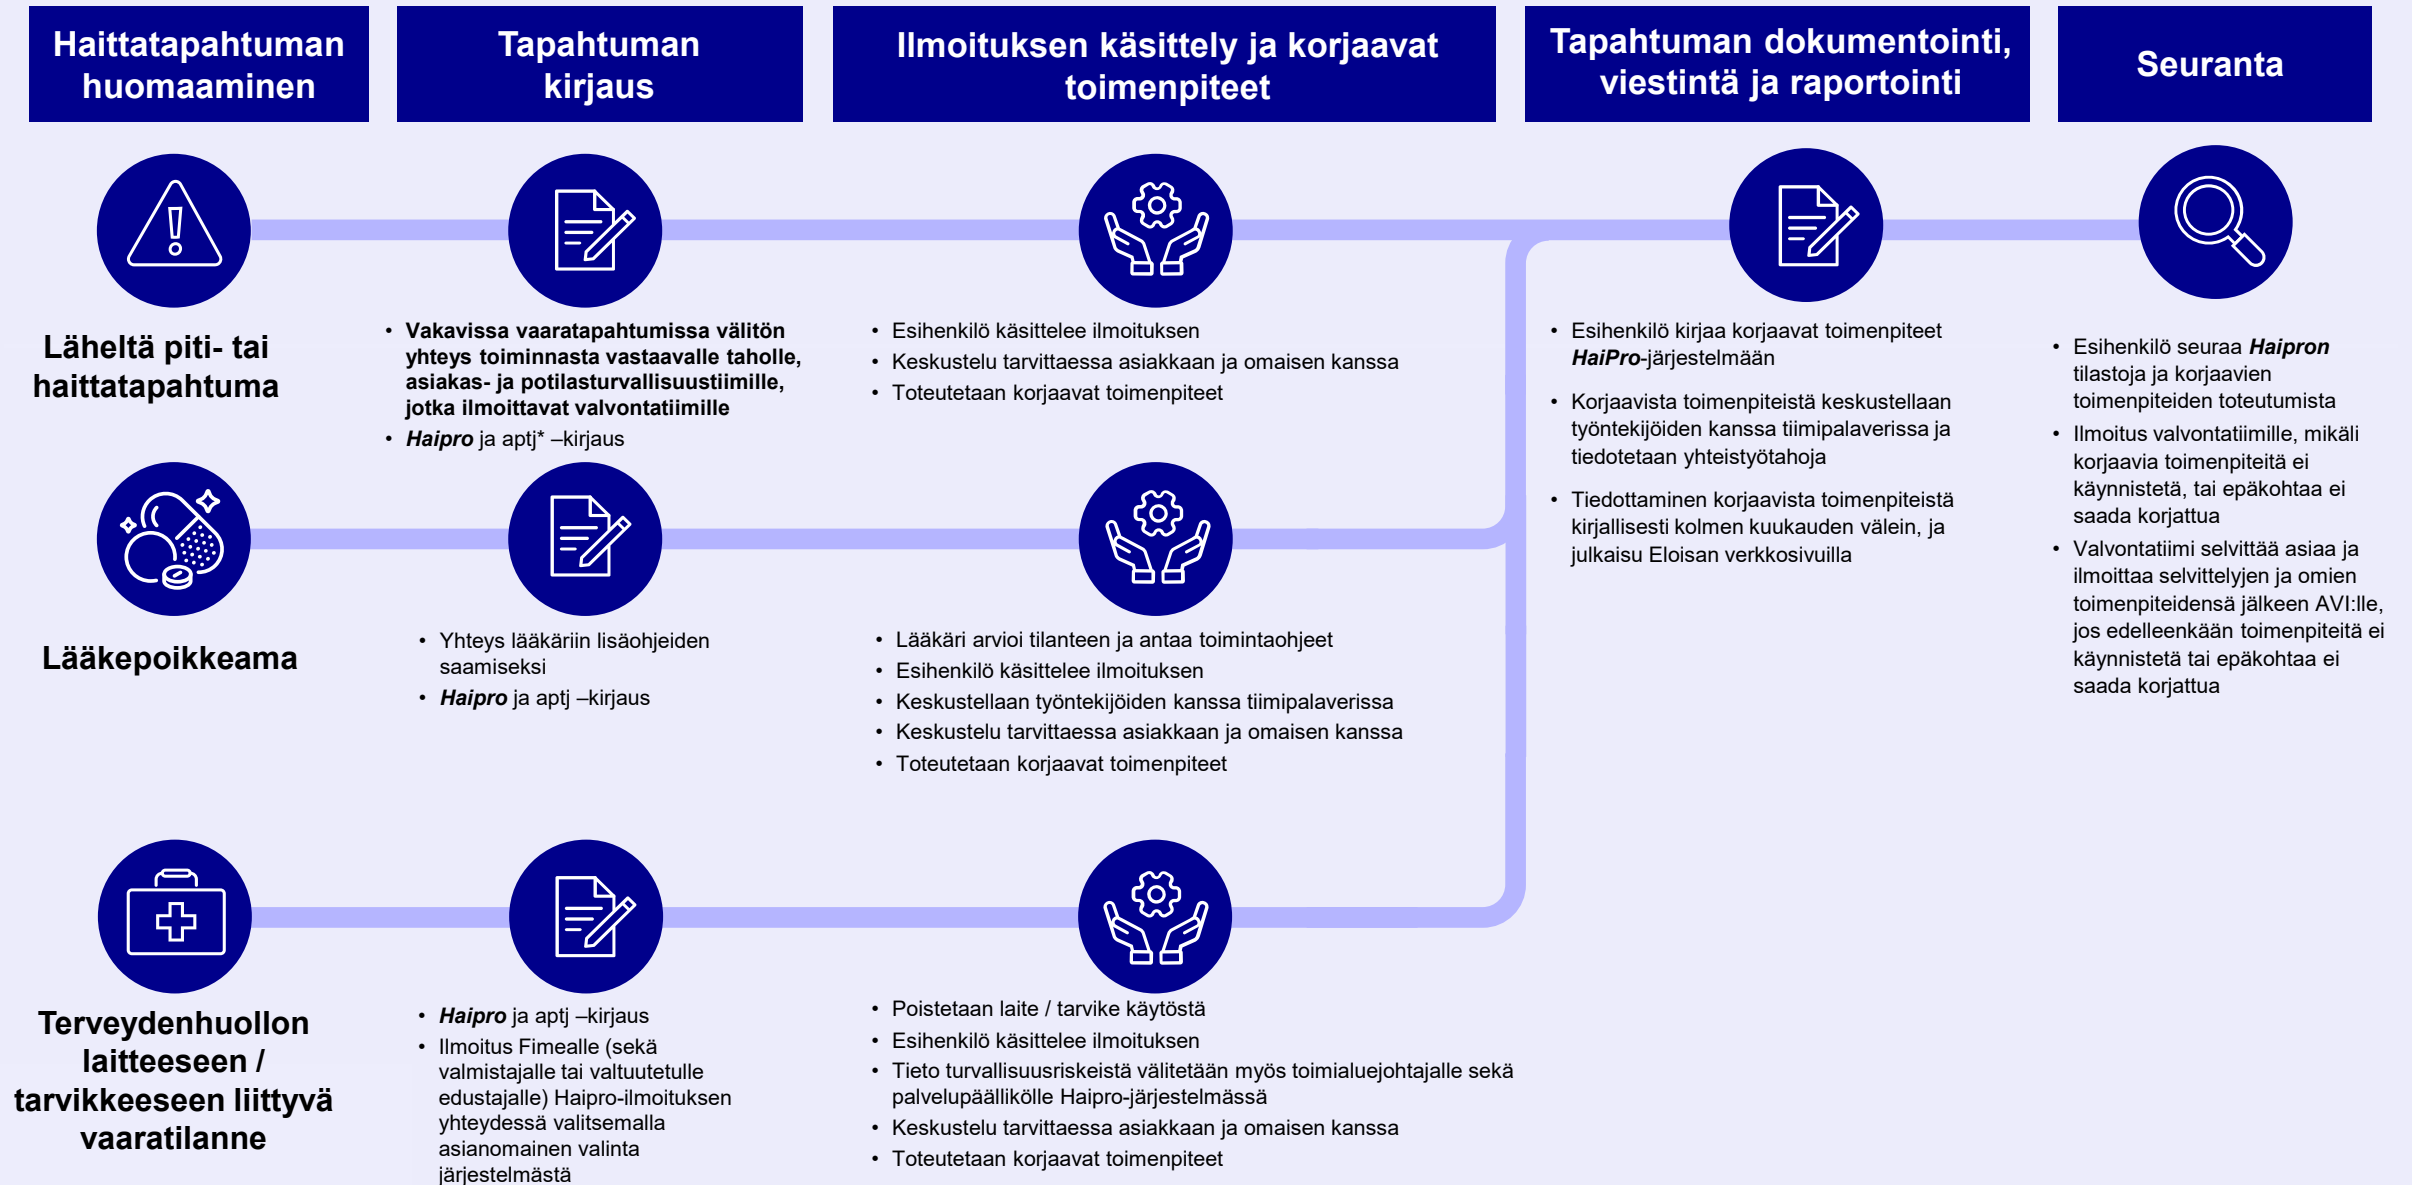 Haittatapahtuman
huomaaminen
Tapahtuman
kirjaus
Ilmoituksen käsittely ja korjaavat
toimenpiteet
Tapahtuman dokumentointi,
viestintä ja raportointi
Seuranta
Läheltä piti- tai
haittatapahtuma
• Vakavissa vaaratapahtumissa välitön
yhteys toiminnasta vastaavalle taholle,
asiakas- ja potilasturvallisuustiimille,
jotka ilmoittavat valvontatiimille
• Haipro ja aptj* –kirjaus
• Esihenkilö käsittelee ilmoituksen
• Keskustelu tarvittaessa asiakkaan ja omaisen kanssa
• Toteutetaan korjaavat toimenpiteet
• Esihenkilö kirjaa korjaavat toimenpiteet
HaiPro-järjestelmään
• Korjaavista toimenpiteistä keskustellaan
työntekijöiden kanssa tiimipalaverissa ja
tiedotetaan yhteistyötahoja
• Tiedottaminen korjaavista toimenpiteistä
kirjallisesti kolmen kuukauden välein, ja
julkaisu Eloisan verkkosivuilla
• Esihenkilö seuraa Haipron
tilastoja ja korjaavien
toimenpiteiden toteutumista
• Ilmoitus valvontatiimille, mikäli
korjaavia toimenpiteitä ei
käynnistetä, tai epäkohtaa ei
saada korjattua
• Valvontatiimi selvittää asiaa ja
ilmoittaa selvittelyjen ja omien
toimenpiteidensä jälkeen AVI:lle,
jos edelleenkään toimenpiteitä ei
käynnistetä tai epäkohtaa ei
saada korjattua
Lääkepoikkeama
• Yhteys lääkäriin lisäohjeiden
saamiseksi
• Haipro ja aptj –kirjaus
• Lääkäri arvioi tilanteen ja antaa toimintaohjeet
• Esihenkilö käsittelee ilmoituksen
• Keskustellaan työntekijöiden kanssa tiimipalaverissa
• Keskustelu tarvittaessa asiakkaan ja omaisen kanssa
• Toteutetaan korjaavat toimenpiteet
Terveydenhuollon
laitteeseen /
tarvikkeeseen liittyvä
vaaratilanne
• Haipro ja aptj –kirjaus
• Ilmoitus Fimealle (sekä
valmistajalle tai valtuutetulle
edustajalle) Haipro-ilmoituksen
yhteydessä valitsemalla
asianomainen valinta
järjestelmästä
• Poistetaan laite / tarvike käytöstä
• Esihenkilö käsittelee ilmoituksen
• Tieto turvallisuusriskeistä välitetään myös toimialuejohtajalle sekä
palvelupäällikölle Haipro-järjestelmässä
• Keskustelu tarvittaessa asiakkaan ja omaisen kanssa
• Toteutetaan korjaavat toimenpiteet